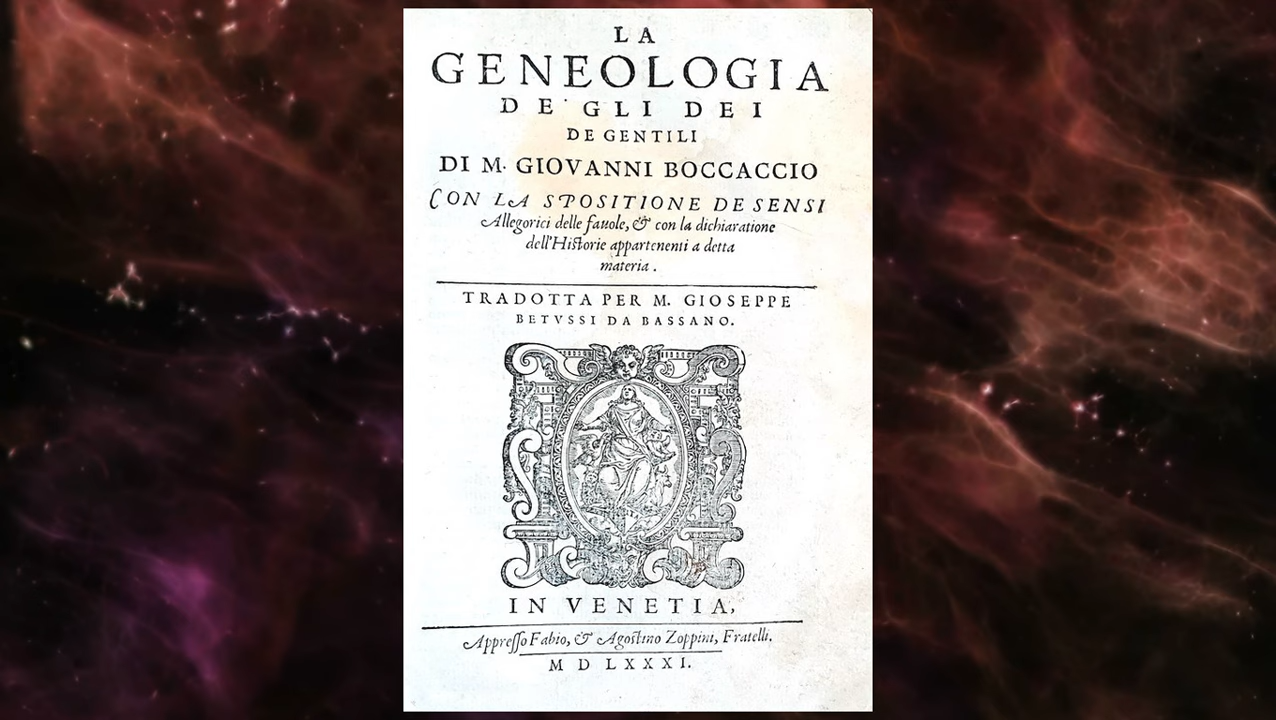 LA
GENEOLOGIA
DE' GLI DEI
DE GENTILI
DI M. GIOVANNI BOCCACCIO
CON LA SPOSITIONE DE SENSI
Allegorici delle fauole, & con la dichiaratione
dell'Historie appartenenti a detta
materia.
TRADOTTA PER M. GIOSEPPE
BETVSSI DA BASSANO.
IN VENETIA,
Appresso Fabio, & Agostino Zoppini, Fratelli.
M D LXXXI.